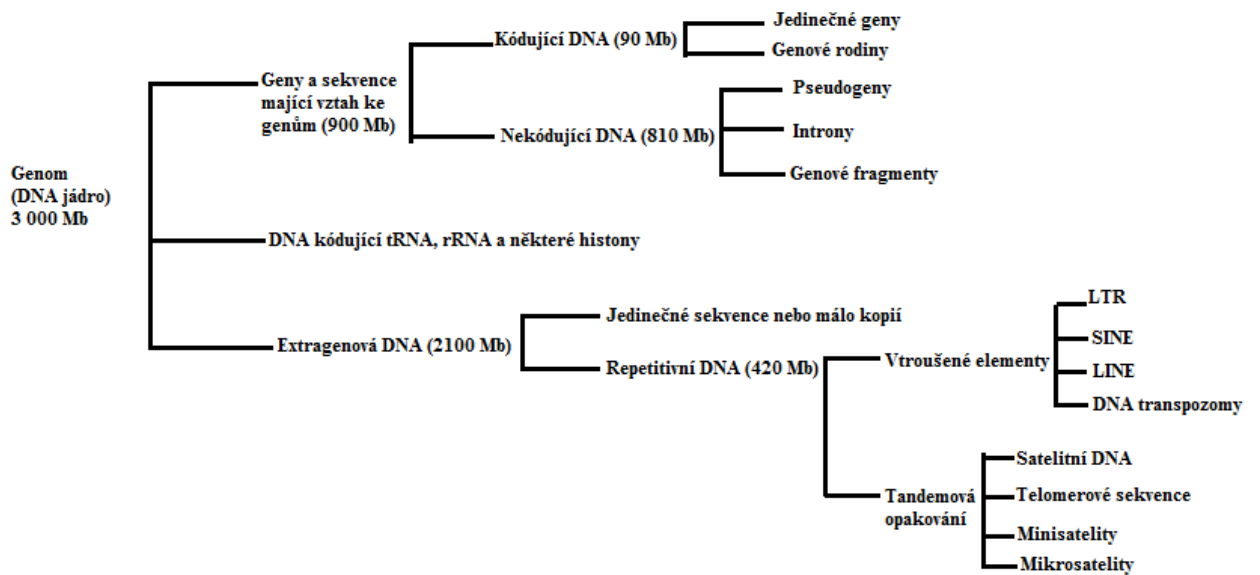 Genom
(DNA jádro)
3 000 Mb
Geny a sekvence
mající vztah ke
genům (900 Mb)
Kódující DNA (90 Mb)
Jedinečné geny
Genové rodiny
Nekódující DNA (810 Mb)
Pseudogeny
Introny
Genové fragmenty
DNA kódující tRNA, rRNA a některé histony
Extragenová DNA (2100 Mb)
Jedinečné sekvence nebo málo kopií
Repetitivní DNA (420 Mb)
Vtroušené elementy
LTR
SINE
LINE
DNA transpozomy
Tandemová
opakování
Satelitní DNA
Telomerové sekvence
Minisatelity
Mikrosatelity